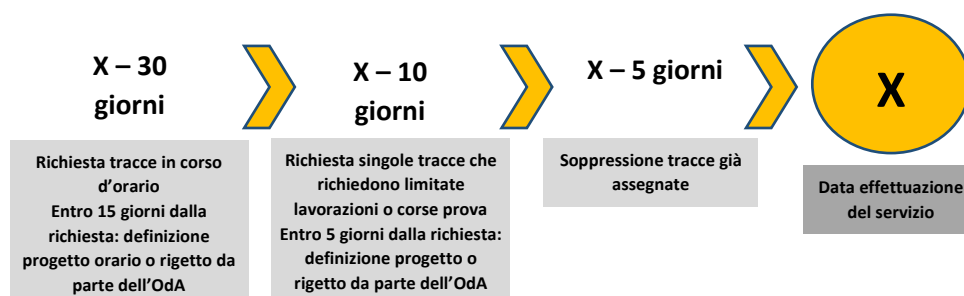 X – 30
giorni
Richiesta tracce in corso
d'orario
Entro 15 giorni dalla
richiesta: definizione
progetto orario o rigetto da
parte dell'OdA
X – 10
giorni
Richiesta singole tracce che
richiedono limitate
lavorazioni o corse prova
Entro 5 giorni dalla richiesta:
definizione progetto o
rigetto da parte dell'OdA
X – 5 giorni
Soppressione tracce già
assegnate
X
Data effettuazione
del servizio